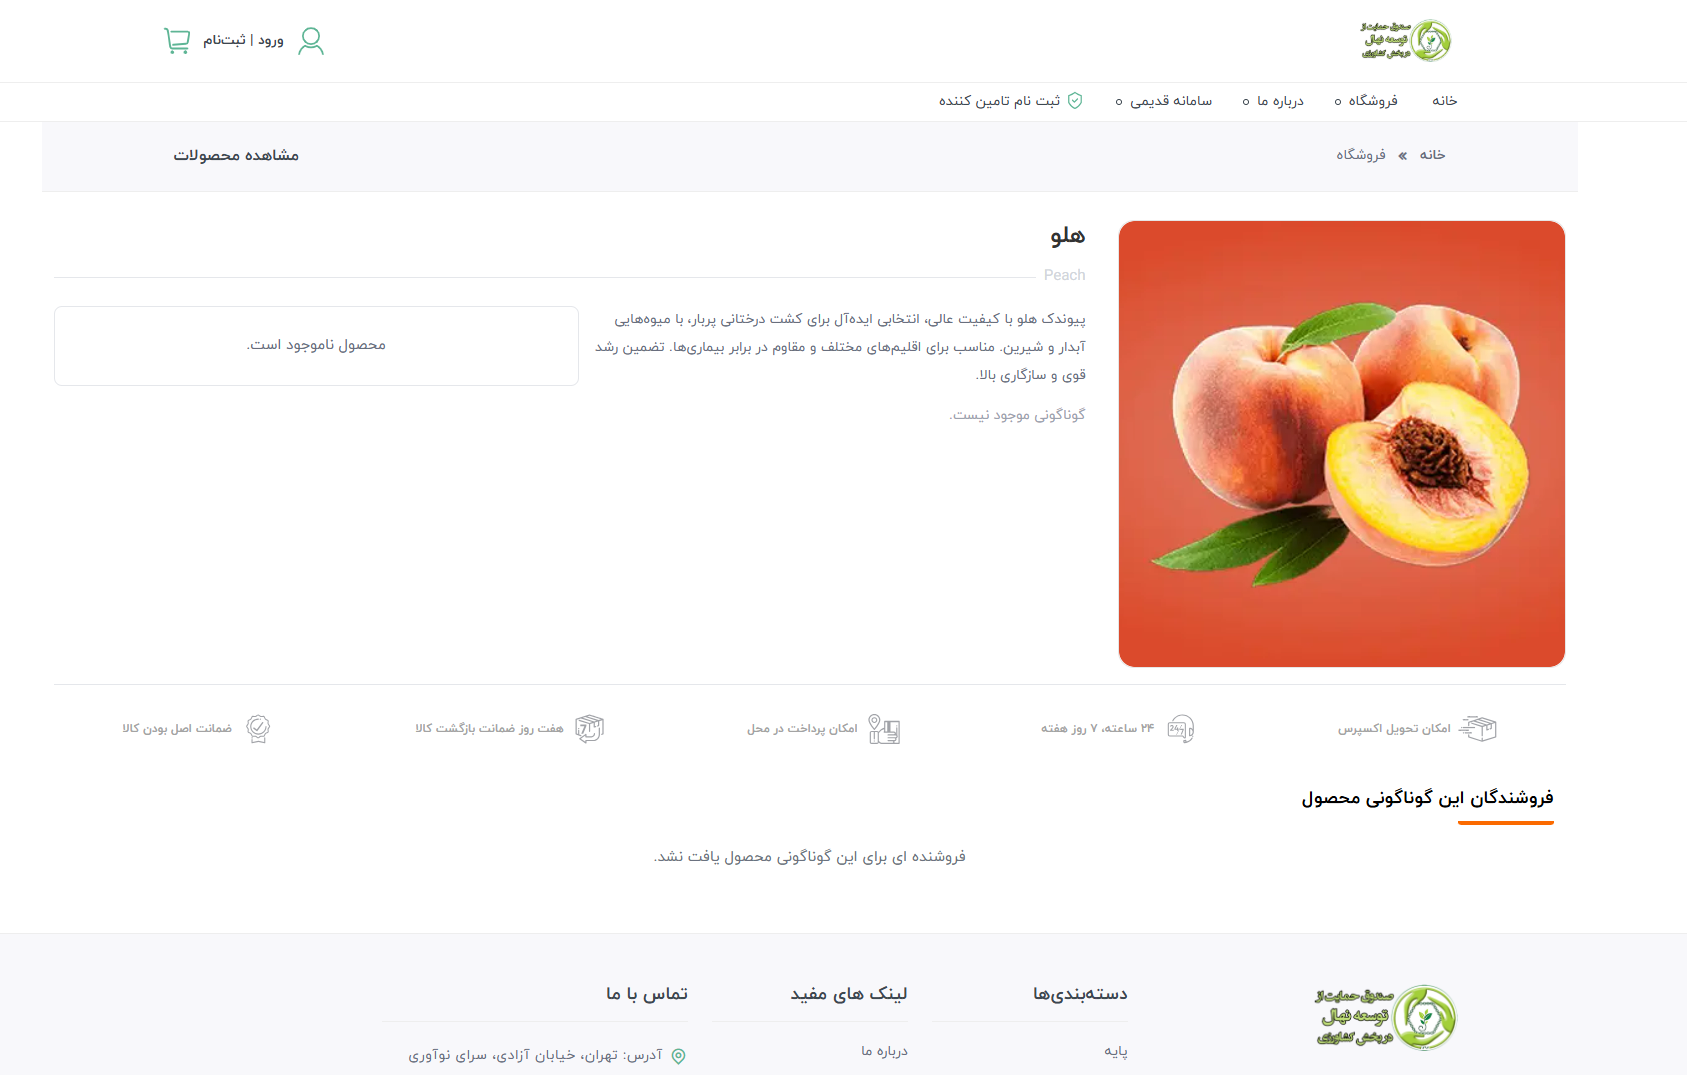 صندوق حمایت از
توسعه نهال
در بخش کشاورزی
ورود | ثبت‌نام
خانه
فروشگاه
درباره ما
سامانه قدیمی
ثبت نام تامین کننده
خانه » فروشگاه
مشاهده محصولات
هلو
Peach
پیوندک هلو با کیفیت عالی، انتخابی ایده‌آل برای کشت درختانی پربار، با میوه‌هایی
آبدار و شیرین. مناسب برای اقلیم‌های مختلف و مقاوم در برابر بیماری‌ها. تضمین رشد
قوی و سازگاری بالا.
گوناگونی موجود نیست.
محصول ناموجود است.
امکان تحویل اکسپرس
24/7
۲۴ ساعته، ۷ روز هفته
امکان پرداخت در محل
7
هفت روز ضمانت بازگشت کالا
ضمانت اصل بودن کالا
فروشندگان این گوناگونی محصول
فروشنده ای برای این گوناگونی محصول یافت نشد.
صندوق حمایت از
توسعه نهال
در بخش کشاورزی
دسته‌بندی‌ها
پایه
لینک های مفید
درباره ما
تماس با ما
آدرس: تهران، خیابان آزادی، سرای نوآوری